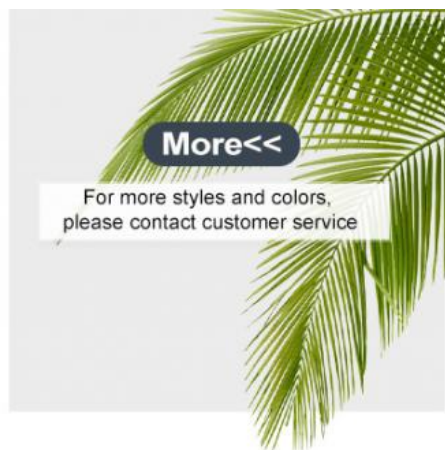 More<<
For more styles and colors,
please contact customer service